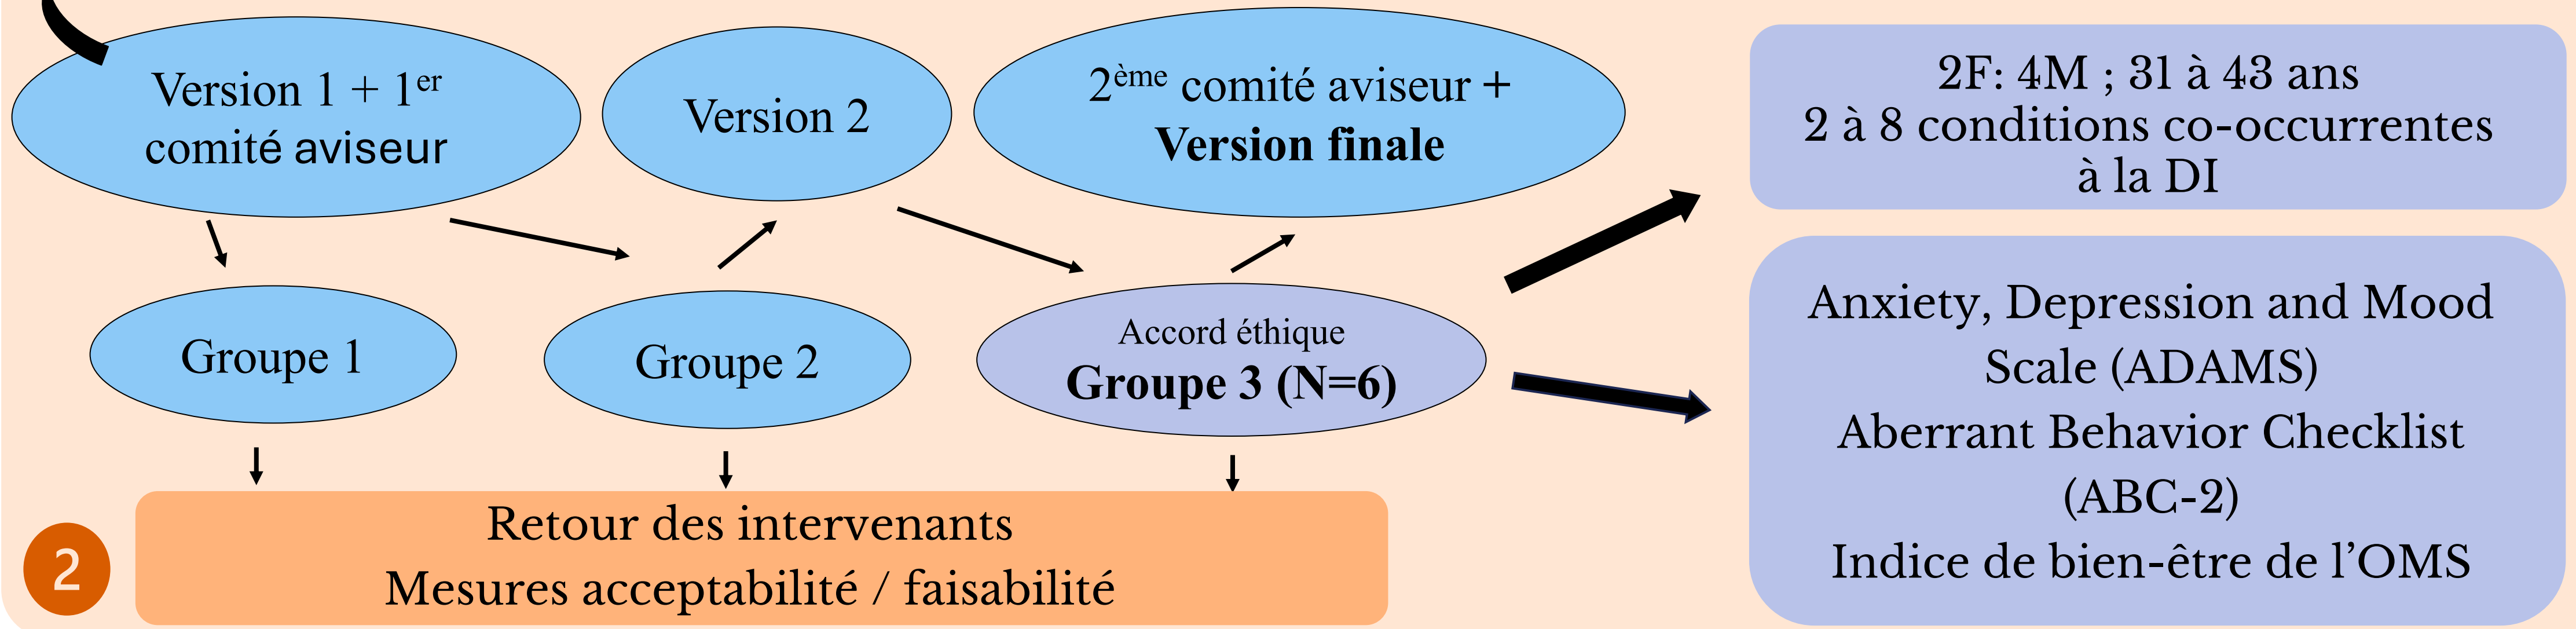 Version 1 + 1er
comité aviseur
Version 2
2ème comité aviseur +
Version finale
2F: 4M ; 31 à 43 ans
2 à 8 conditions co-occurrentes
à la DI
Groupe 1
Groupe 2
Accord éthique
Groupe 3 (N=6)
Anxiety, Depression and Mood
Scale (ADAMS)
Aberrant Behavior Checklist
(ABC-2)
Indice de bien-être de l’OMS
2
Retour des intervenants
Mesures acceptabilité / faisabilité